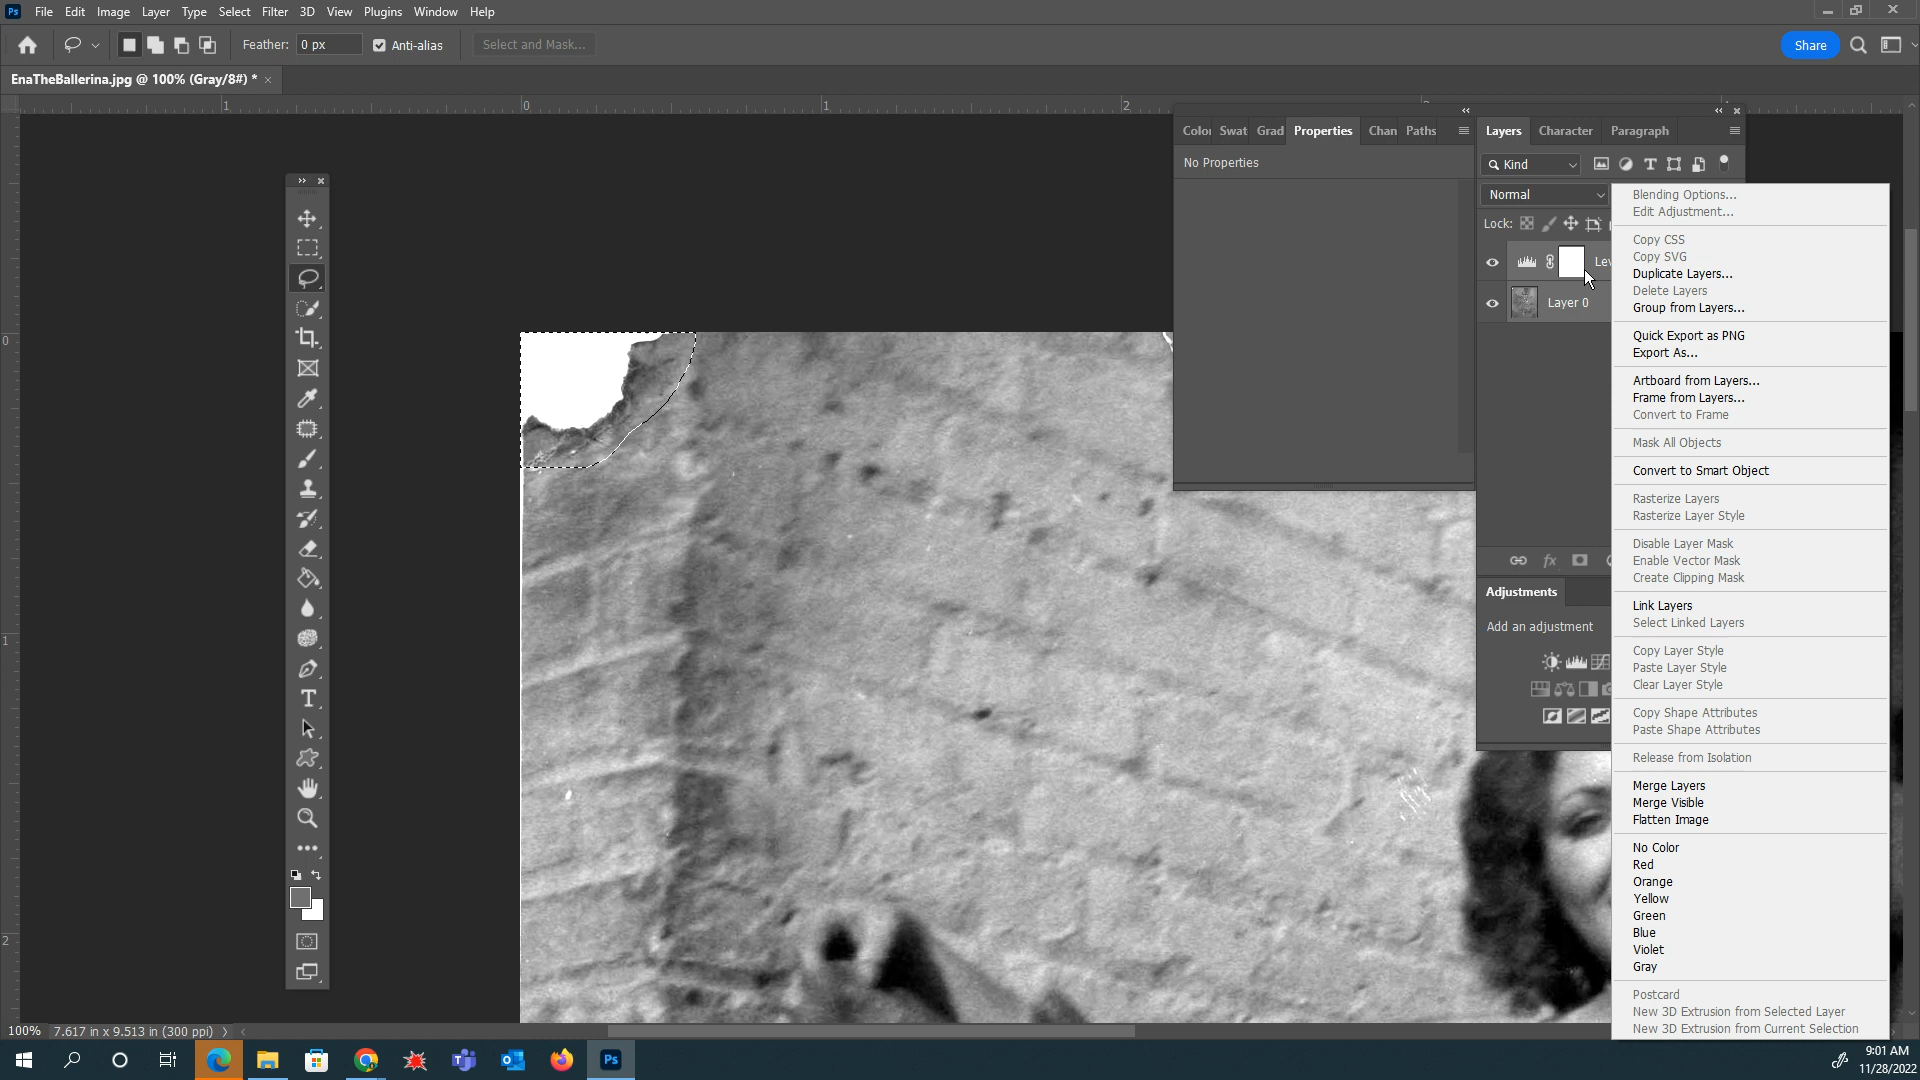 Ps File Edit Image Layer Type Select Filter 3D View Plugins Window Help
Feather: 0 px Anti-alias Select and Mask... Share
EnaTheBallerina.jpg @ 100% (Gray/8#) *
1 0 1 2
Swat Grad Properties Chan Paths
No Properties
Layers Character Paragraph
Kind
Normal
Lock:
Layer 0
Adjustments
Add an adjustment
Blending Options...
Edit Adjustment...
Copy CSS
Copy SVG
Duplicate Layers...
Delete Layers
Group from Layers...
Quick Export as PNG
Export As...
Artboard from Layers...
Frame from Layers...
Convert to Frame
Mask All Objects
Convert to Smart Object
Rasterize Layers
Rasterize Layer Style
Disable Layer Mask
Enable Vector Mask
Create Clipping Mask
Link Layers
Select Linked Layers
Copy Layer Style
Paste Layer Style
Clear Layer Style
Copy Shape Attributes
Paste Shape Attributes
Release from Isolation
Merge Layers
Merge Visible
Flatten Image
No Color
Red
Orange
Yellow
Green
Blue
Violet
Gray
Postcard
New 3D Extrusion from Selected Layer
New 3D Extrusion from Current Selection
0
1
2
100% 7.617 in x 9.513 in (300 ppi)
Ps
9:01 AM
11/28/2022